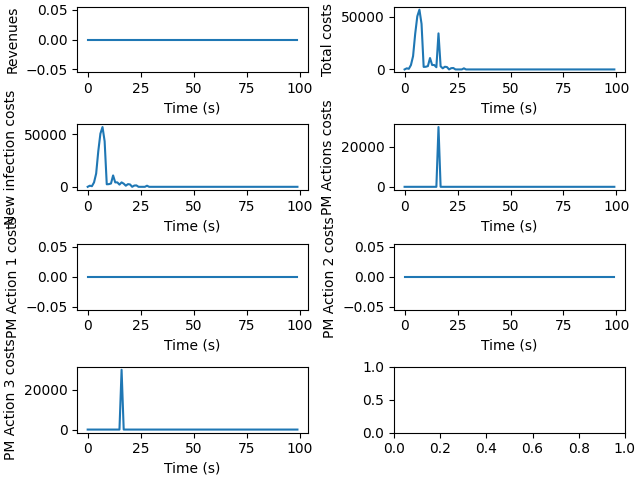 Revenues
0.05
0.00
−0.05
0 25 50 75 100
Time (s)
Total costs
50000
0
0 25 50 75 100
Time (s)
New infection costs
50000
0
0 25 50 75 100
Time (s)
PM Actions costs
20000
0
0 25 50 75 100
Time (s)
PM Action 1 costs
0.05
0.00
−0.05
0 25 50 75 100
Time (s)
PM Action 2 costs
0.05
0.00
−0.05
0 25 50 75 100
Time (s)
PM Action 3 costs
20000
0
0 25 50 75 100
Time (s)
1.0
0.5
0.0
0.0 0.2 0.4 0.6 0.8 1.0